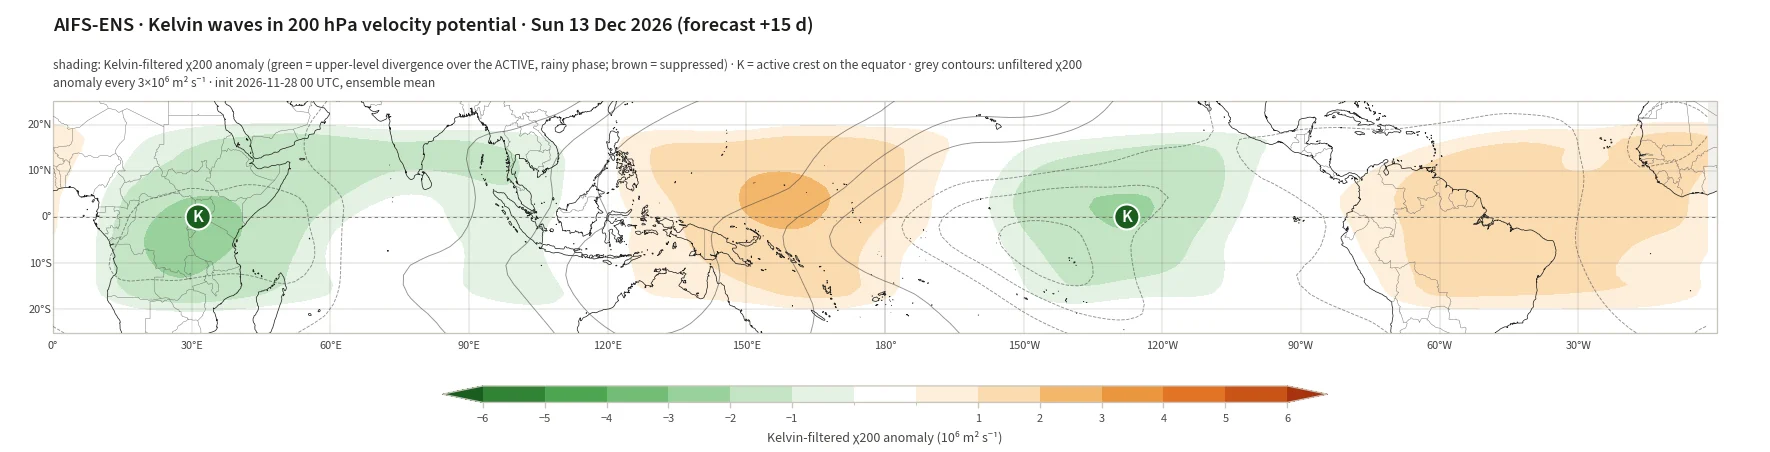 AIFS-ENS · Kelvin waves in 200 hPa velocity potential · Sun 13 Dec 2026 (forecast +15 d)
shading: Kelvin-filtered χ200 anomaly (green = upper-level divergence over the ACTIVE, rainy phase; brown = suppressed) · K = active crest on the equator · grey contours: unfiltered χ200
anomaly every 3×10⁶ m² s⁻¹ · init 2026-11-28 00 UTC, ensemble mean
20°N
10°N
0°
10°S
20°S
K
K
0° 30°E 60°E 90°E 120°E 150°E 180° 150°W 120°W 90°W 60°W 30°W
−6 −5 −4 −3 −2 −1 1 2 3 4 5 6
Kelvin-filtered χ200 anomaly (10⁶ m² s⁻¹)